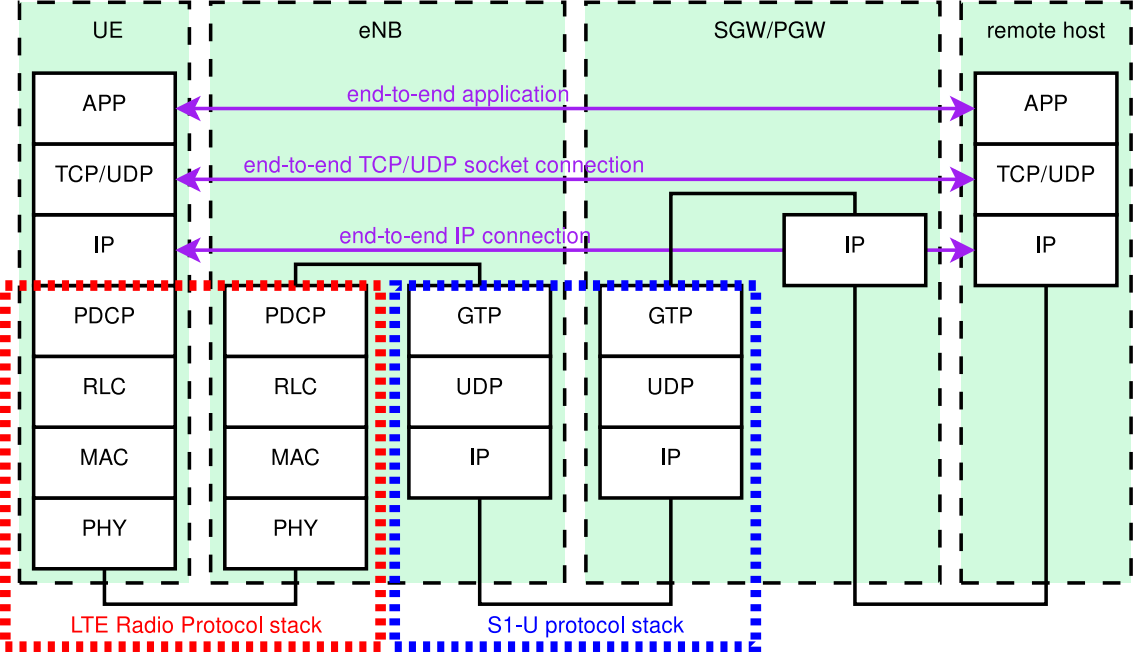 UE
eNB
SGW/PGW
remote host
APP
end-to-end application
APP
TCP/UDP
end-to-end TCP/UDP socket connection
TCP/UDP
IP
end-to-end IP connection
IP
IP
PDCP
PDCP
GTP
GTP
RLC
RLC
UDP
UDP
MAC
MAC
IP
IP
PHY
PHY
LTE Radio Protocol stack
S1-U protocol stack